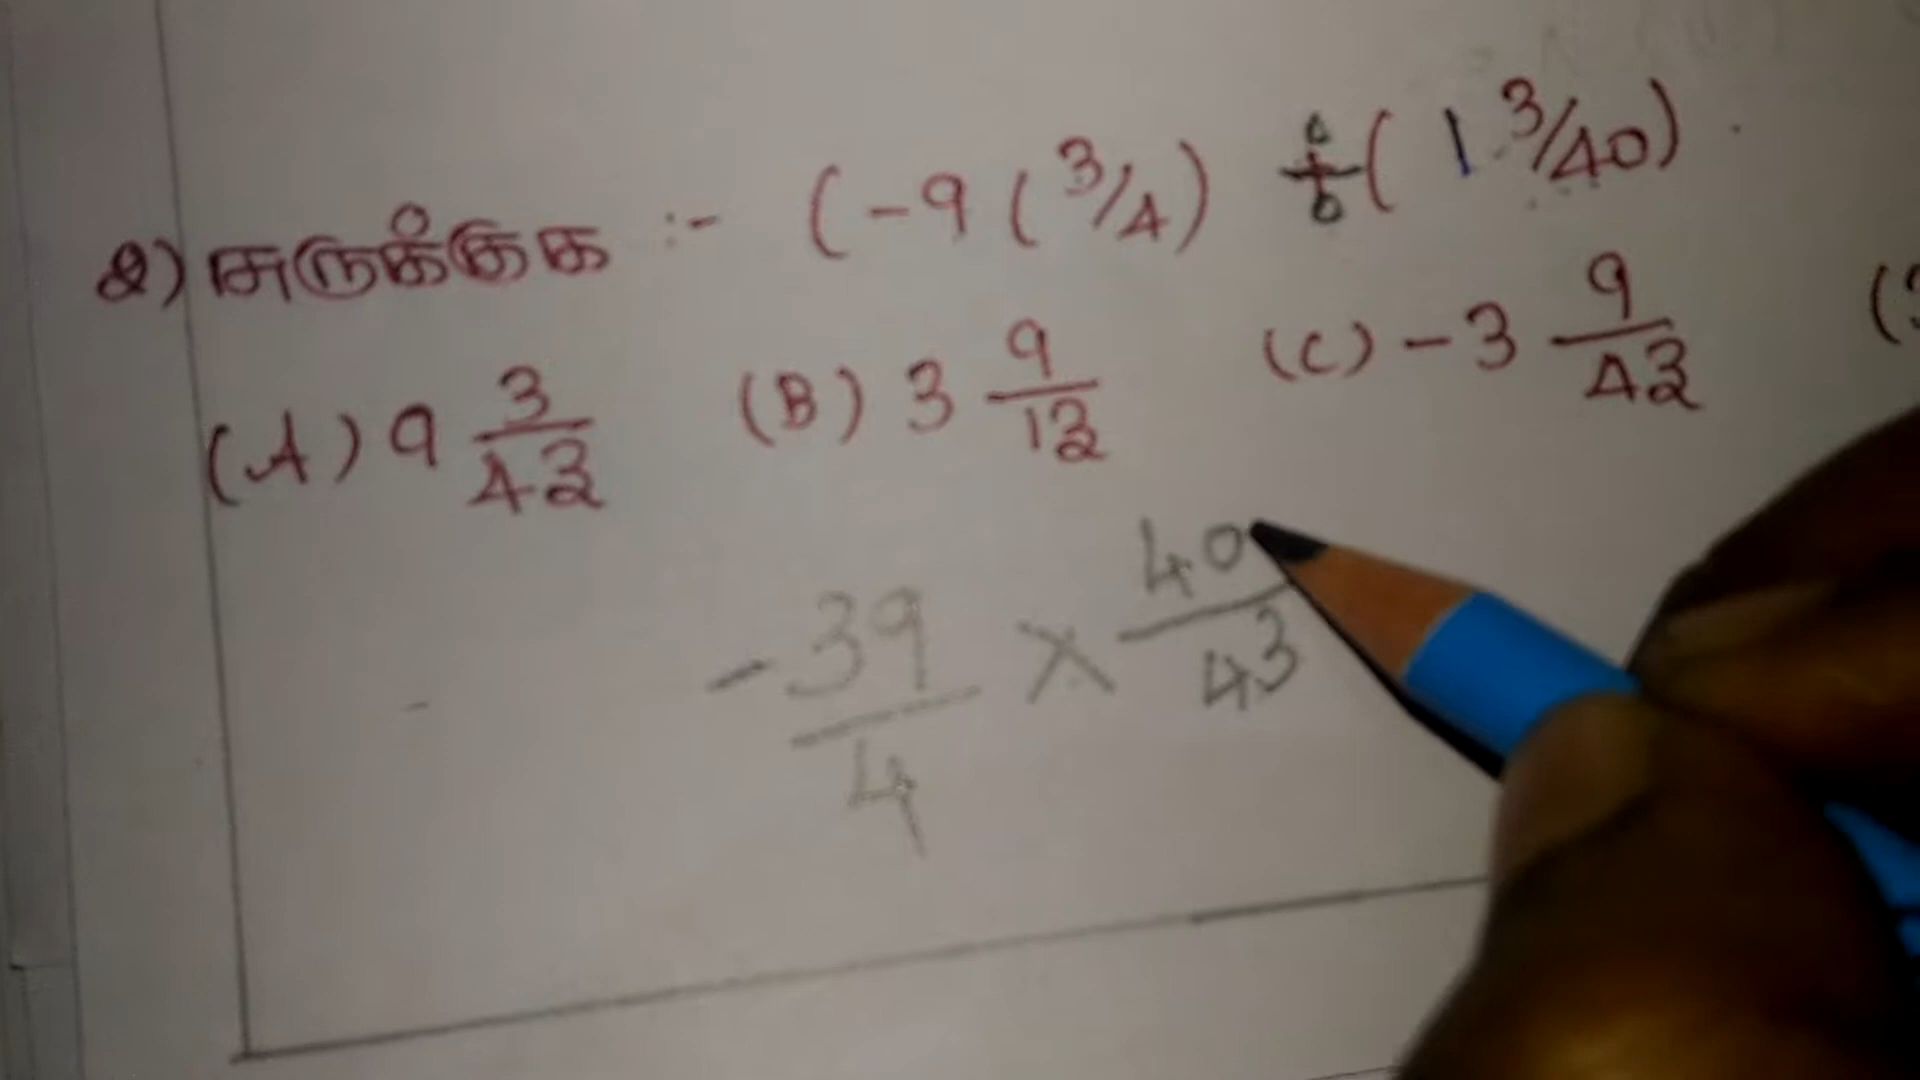 2) சுருக்குக :- (-9 (3/4) ÷ (1 3/40) .
(A) 9 3/43 (B) 3 9/13 (C) -3 9/43 (
-39/4 × 40/43